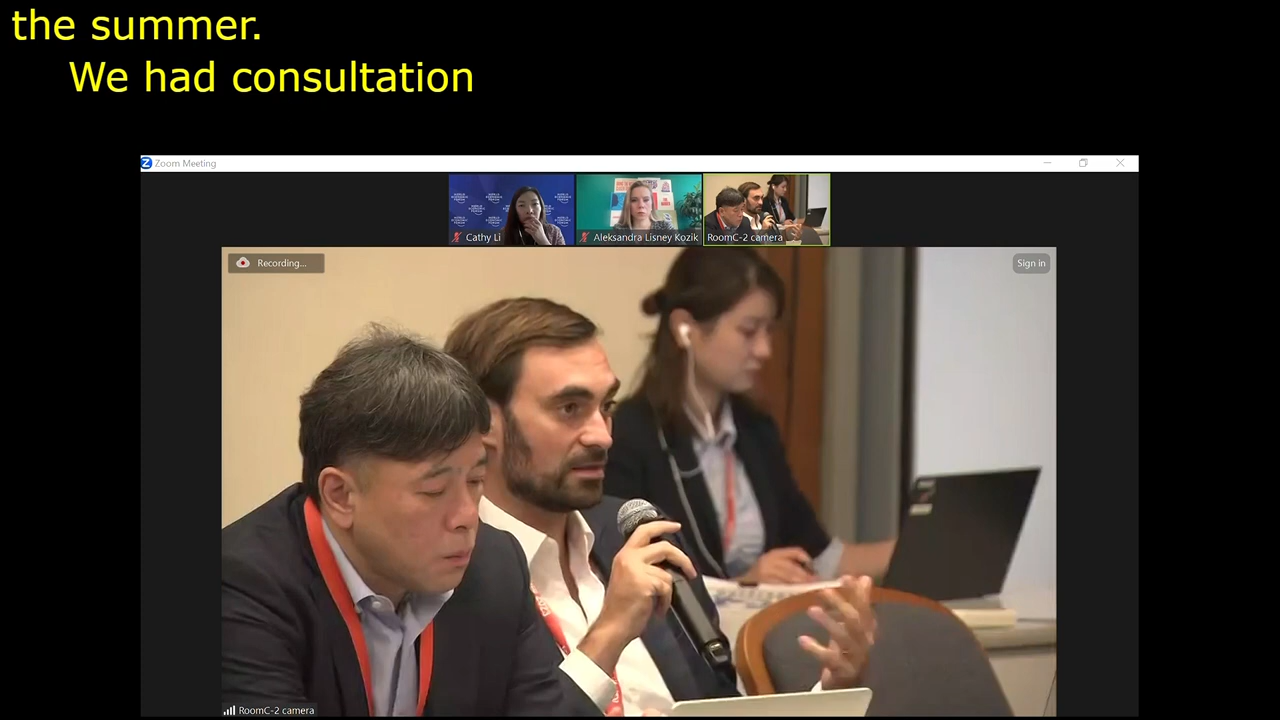 the summer.
We had consultation
Zoom Meeting
Cathy Li
Aleksandra Lisney Kozik
RoomC-2 camera
Recording...
Sign in
RoomC-2 camera